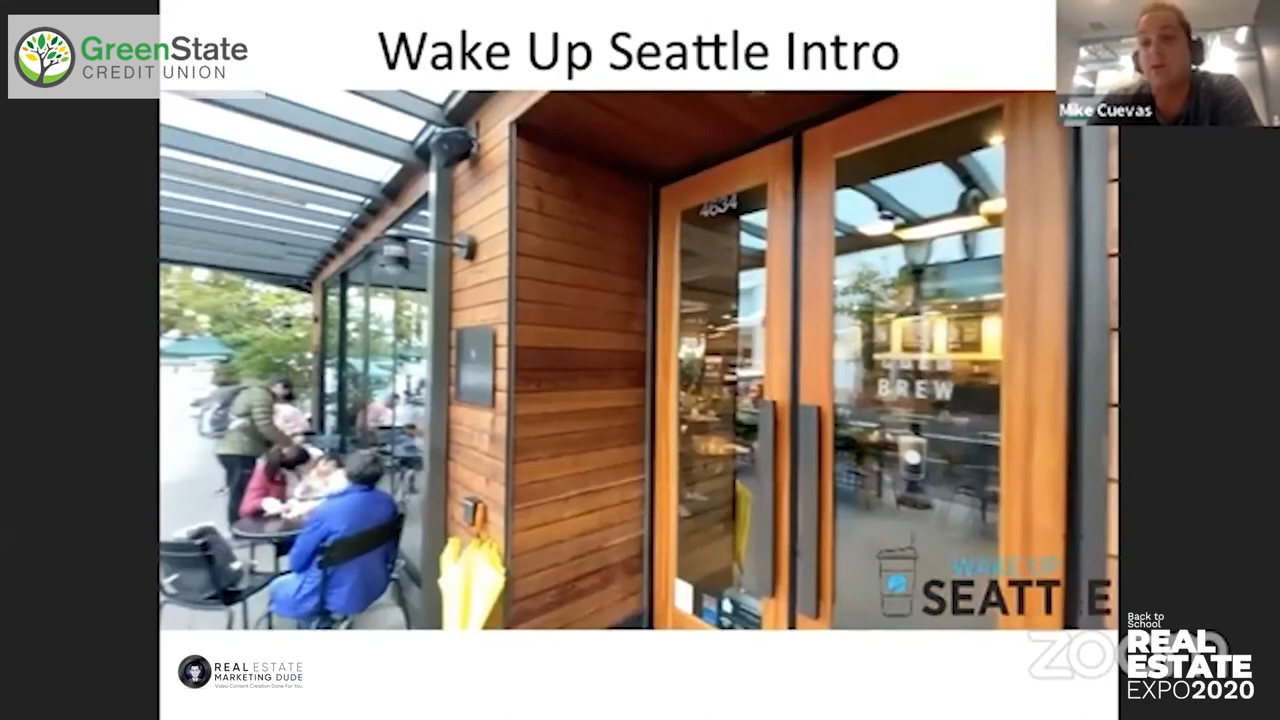 GreenState
CREDIT UNION
Wake Up Seattle Intro
Mike Cuevas
4634
BREW
WAKE UP
SEATTLE
REAL ESTATE
MARKETING DUDE
Video Content Creation Done For You
zoom
Back to
School
REAL
ESTATE
EXPO2020